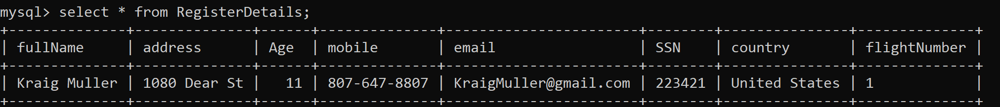 mysql> select * from RegisterDetails;
+--------------+--------------+------+--------------+-----------------------+--------+---------------+--------------+
| fullName     | address      | Age  | mobile       | email                 | SSN    | country       | flightNumber |
+--------------+--------------+------+--------------+-----------------------+--------+---------------+--------------+
| Kraig Muller | 1080 Dear St |   11 | 807-647-8807 | KraigMuller@gmail.com | 223421 | United States | 1            |
+--------------+--------------+------+--------------+-----------------------+--------+---------------+--------------+